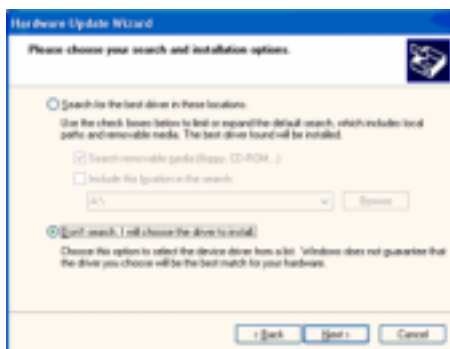 Hardware Update Wizard
Please choose your search and installation options.
Search for the best driver in these locations.
Use the check boxes below to limit or expand the default search, which includes local
paths and removable media. The best driver found will be installed.
Search removable media (floppy, CD-ROM...)
Include this location in the search:
A:\
Browse
Don't search. I will choose the driver to install.
Choose this option to select the device driver from a list. Windows does not guarantee that
the driver you choose will be the best match for your hardware.
< Back
Next >
Cancel